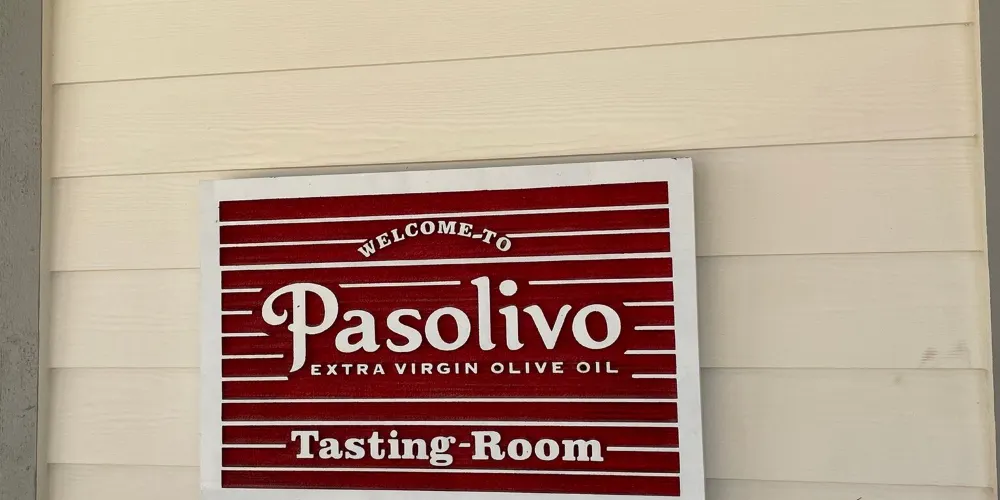 WELCOME-TO
Pasolivo
EXTRA VIRGIN OLIVE OIL
Tasting-Room